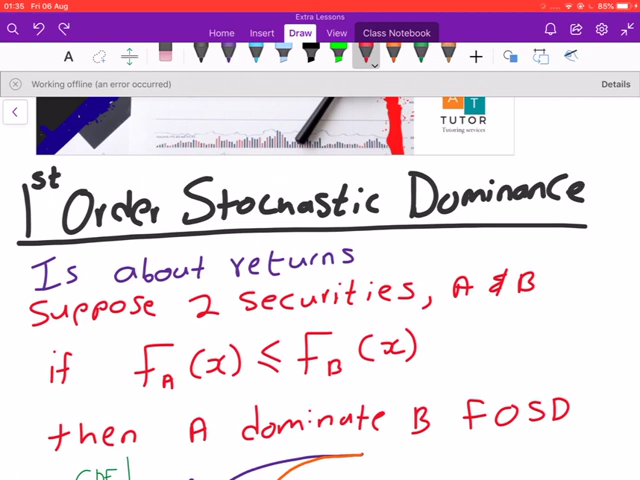 01:35 Fri 06 Aug
Extra Lessons
85%
Home Insert Draw View Class Notebook
A
Working offline (an error occurred) Details
A T
TUTOR
Tutoring services
1st Order Stochastic Dominance
Is about returns
Suppose 2 securities, A & B
if F_A (x) ≤ F_B (x)
then A dominate B FOSD
CDF